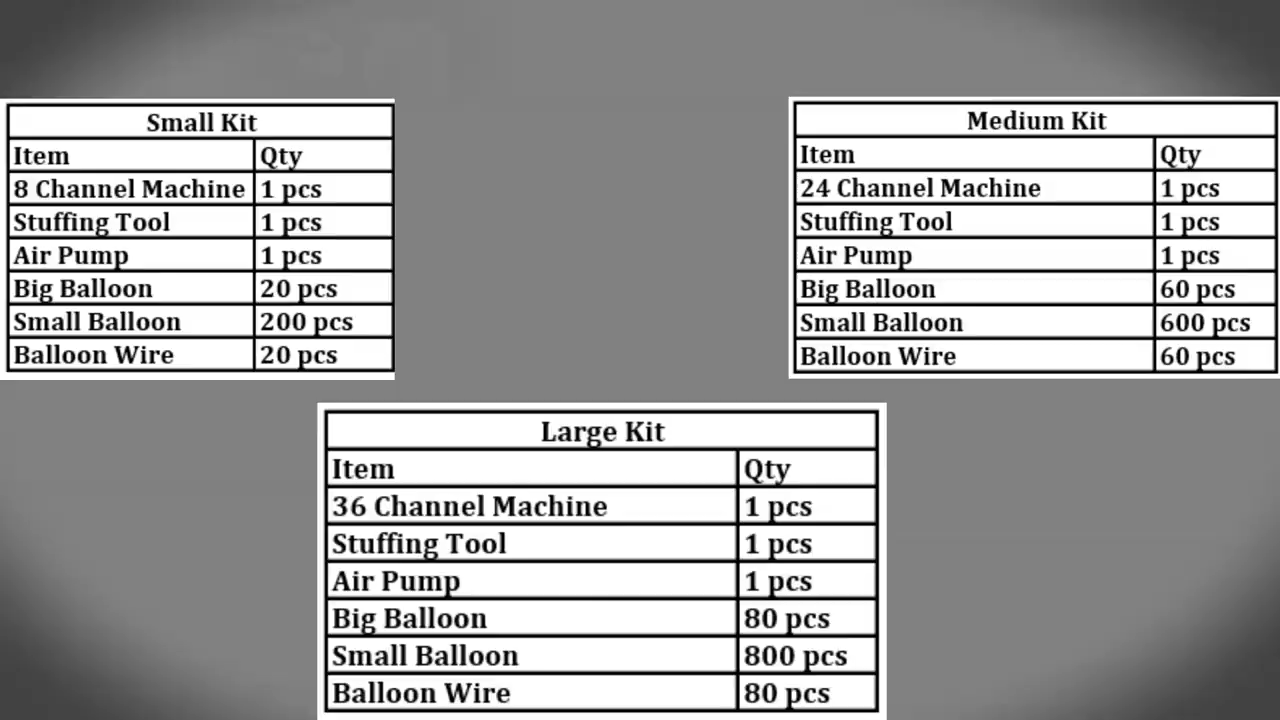 Small Kit
Item Qty
8 Channel Machine 1 pcs
Stuffing Tool 1 pcs
Air Pump 1 pcs
Big Balloon 20 pcs
Small Balloon 200 pcs
Balloon Wire 20 pcs
Medium Kit
Item Qty
24 Channel Machine 1 pcs
Stuffing Tool 1 pcs
Air Pump 1 pcs
Big Balloon 60 pcs
Small Balloon 600 pcs
Balloon Wire 60 pcs
Large Kit
Item Qty
36 Channel Machine 1 pcs
Stuffing Tool 1 pcs
Air Pump 1 pcs
Big Balloon 80 pcs
Small Balloon 800 pcs
Balloon Wire 80 pcs